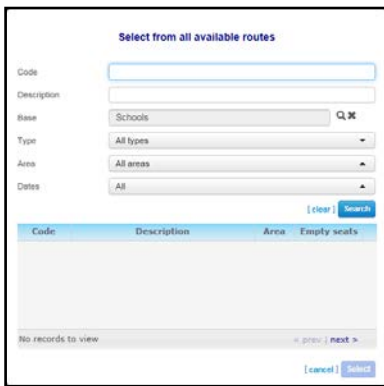 Select from all available routes
Code
Description
Base Schools
Type All types
Area All areas
Dates All
[ clear ] Search
Code Description Area Empty seats
No records to view « prev | next »
[ cancel ] Select